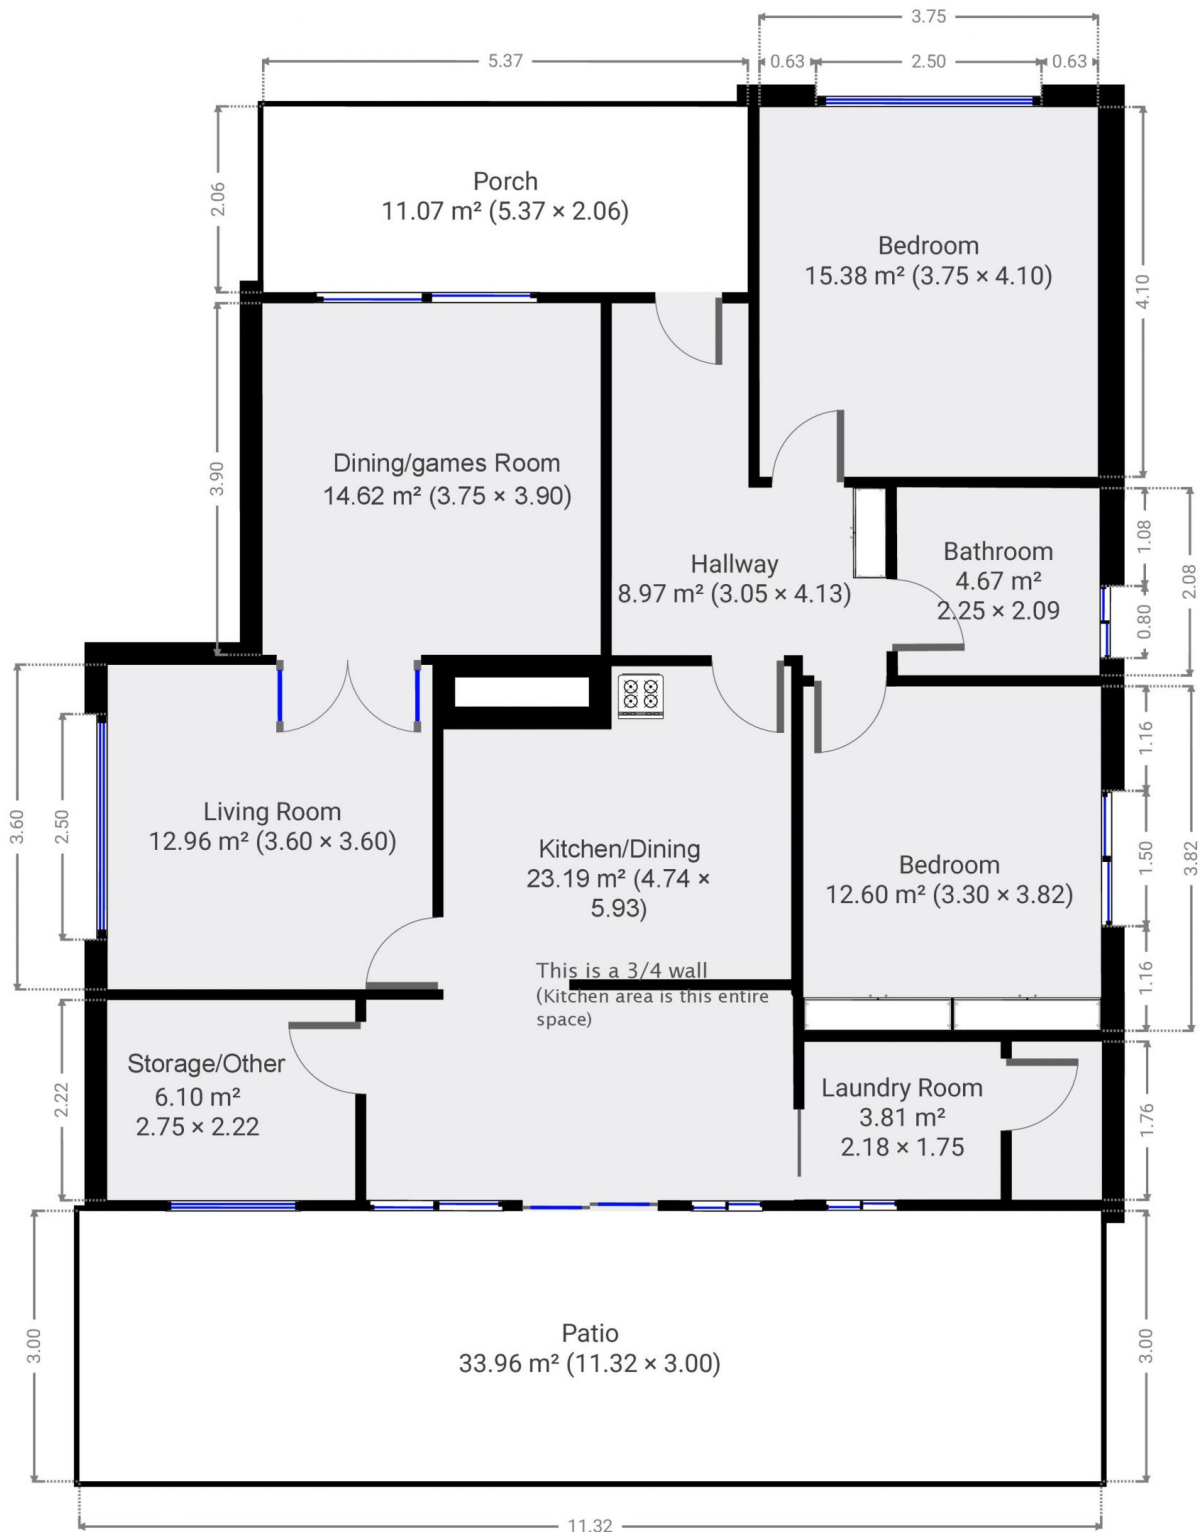 3.75
5.37
0.63
2.50
0.63
2.06
Porch
11.07 m² (5.37 × 2.06)
Bedroom
15.38 m² (3.75 × 4.10)
4.10
3.90
Dining/games Room
14.62 m² (3.75 × 3.90)
Hallway
8.97 m² (3.05 × 4.13)
Bathroom
4.67 m²
2.25 × 2.09
1.08
0.80
2.08
3.60
2.50
Living Room
12.96 m² (3.60 × 3.60)
Kitchen/Dining
23.19 m² (4.74 ×
5.93)
Bedroom
12.60 m² (3.30 × 3.82)
1.16
1.50
1.16
3.82
This is a 3/4 wall
(Kitchen area is this entire
space)
2.22
Storage/Other
6.10 m²
2.75 × 2.22
Laundry Room
3.81 m²
2.18 × 1.75
1.76
3.00
Patio
33.96 m² (11.32 × 3.00)
3.00
11.32